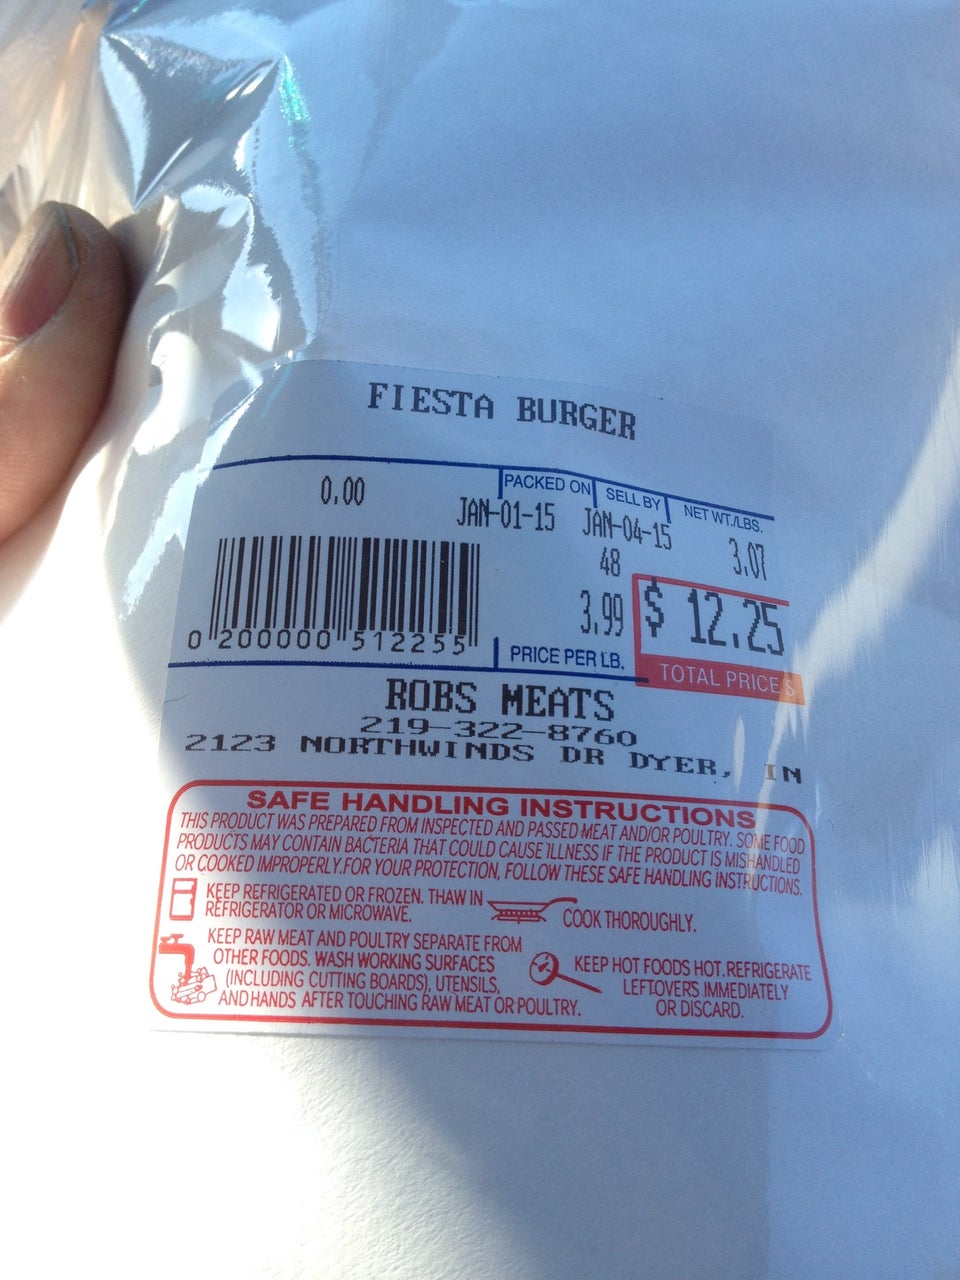 FIESTA BURGER
0.00
PACKED ON SELL BY NET WT./LBS.
JAN-01-15 JAN-04-15 3.07
48
3.99 $ 12.25
0 200000 512255
PRICE PER LB. TOTAL PRICE $
ROBS MEATS
219-322-8760
2123 NORTHWINDS DR DYER, IN
SAFE HANDLING INSTRUCTIONS
THIS PRODUCT WAS PREPARED FROM INSPECTED AND PASSED MEAT AND/OR POULTRY. SOME FOOD
PRODUCTS MAY CONTAIN BACTERIA THAT COULD CAUSE ILLNESS IF THE PRODUCT IS MISHANDLED
OR COOKED IMPROPERLY. FOR YOUR PROTECTION, FOLLOW THESE SAFE HANDLING INSTRUCTIONS.
KEEP REFRIGERATED OR FROZEN. THAW IN
REFRIGERATOR OR MICROWAVE.
COOK THOROUGHLY.
KEEP RAW MEAT AND POULTRY SEPARATE FROM
OTHER FOODS. WASH WORKING SURFACES
(INCLUDING CUTTING BOARDS), UTENSILS,
AND HANDS AFTER TOUCHING RAW MEAT OR POULTRY.
KEEP HOT FOODS HOT. REFRIGERATE
LEFTOVERS IMMEDIATELY
OR DISCARD.